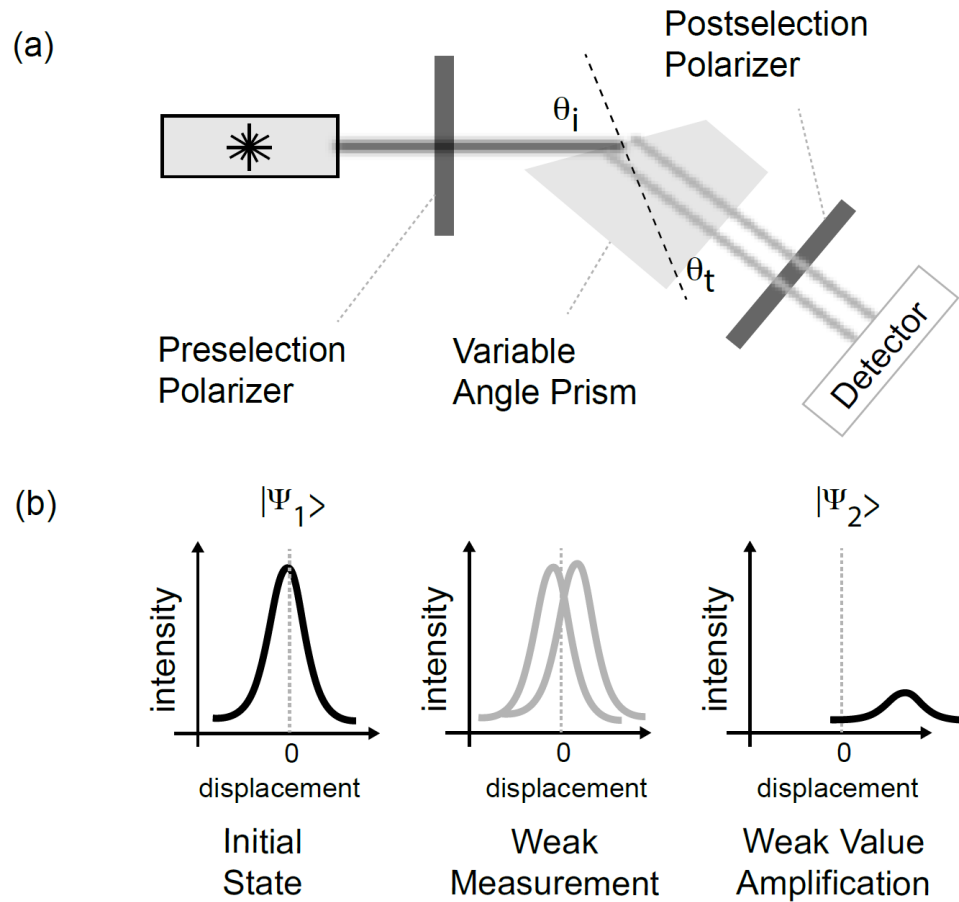 (a)
Postselection
Polarizer
θi
θt
Preselection
Polarizer
Variable
Angle Prism
Detector
(b)
|Ψ1>
|Ψ2>
intensity
0
displacement
Initial
State
intensity
0
displacement
Weak
Measurement
intensity
0
displacement
Weak Value
Amplification